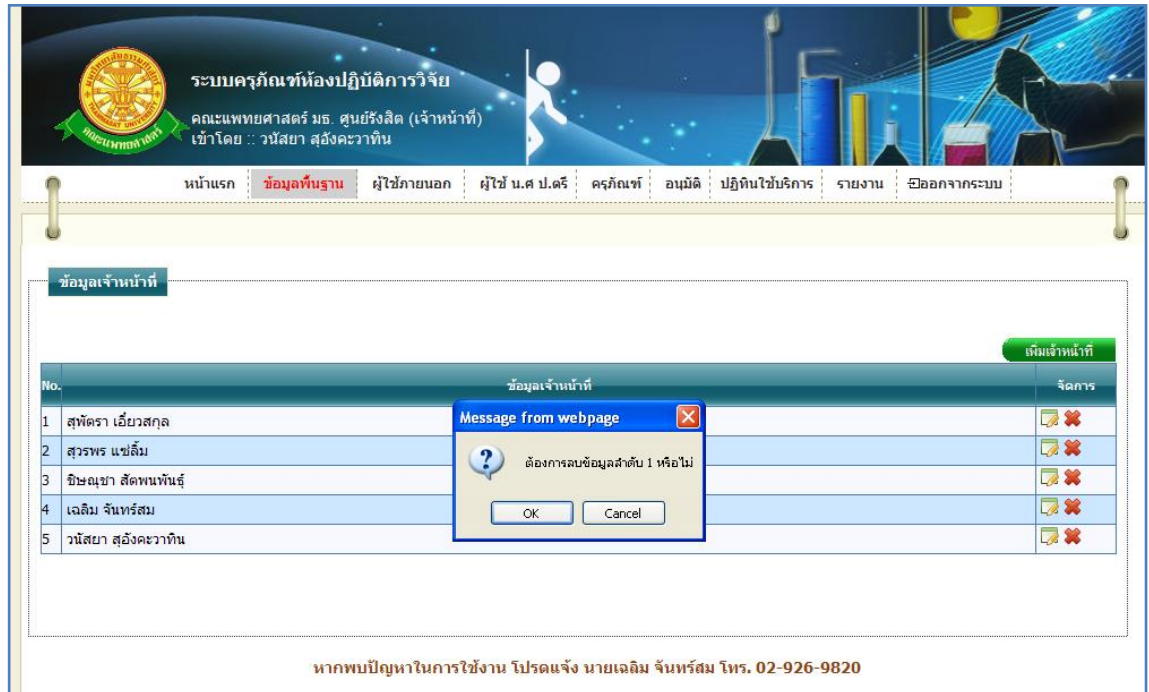 ระบบครุภัณฑ์ห้องปฏิบัติการวิจัย
คณะแพทยศาสตร์ มธ. ศูนย์รังสิต (เจ้าหน้าที่)
เข้าโดย :: วนัสยา สุอังคะวาทิน
คณะแพทยศาสตร์
หน้าแรก ข้อมูลพื้นฐาน ผู้ใช้ภายนอก ผู้ใช้ น.ศ ป.ตรี ครุภัณฑ์ อนุมัติ ปฏิทินใช้บริการ รายงาน ออกจากระบบ
ข้อมูลเจ้าหน้าที่
เพิ่มเจ้าหน้าที่
No. ข้อมูลเจ้าหน้าที่ จัดการ
1 สุพัตรา เอี่ยวสกุล
2 สุวรพร แซ่ลิ้ม
3 ชิษณุชา สัตพนพันธุ์
4 เฉลิม จันทร์สม
5 วนัสยา สุอังคะวาทิน
Message from webpage
ต้องการลบข้อมูลลำดับ 1 หรือไม่
OK Cancel
หากพบปัญหาในการใช้งาน โปรดแจ้ง นายเฉลิม จันทร์สม โทร. 02-926-9820